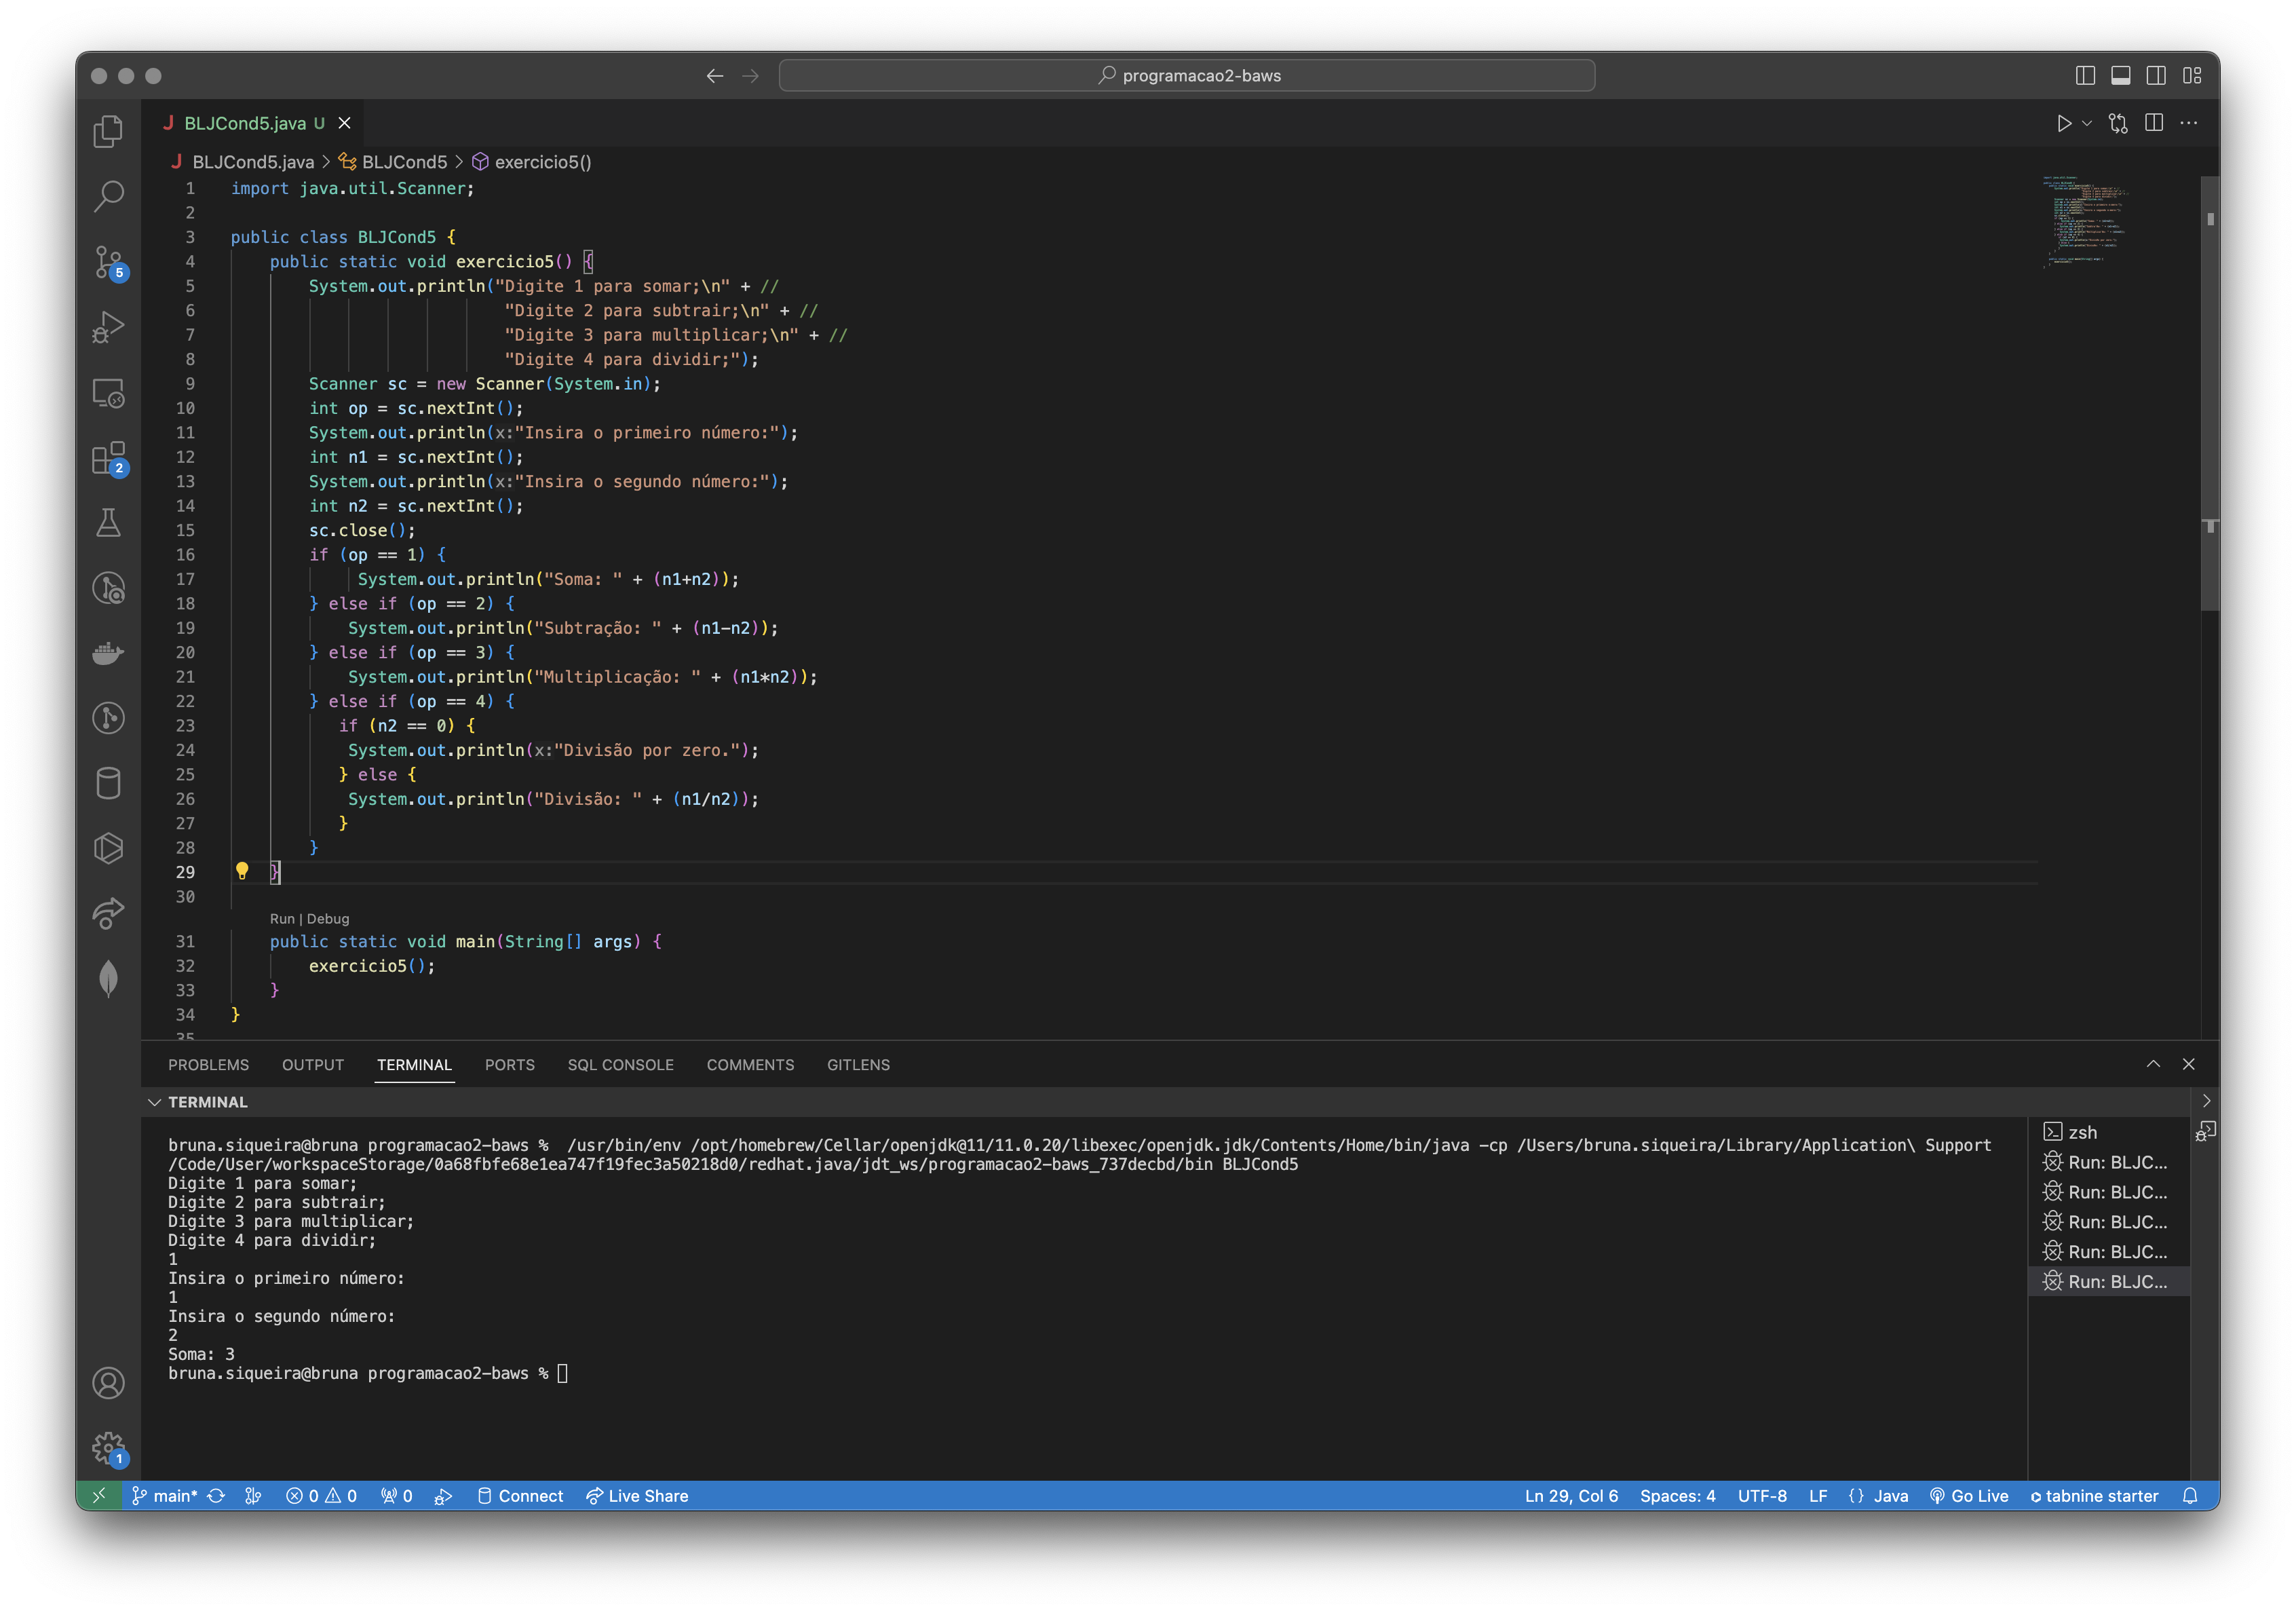 programacao2-baws
J BLJCond5.java U
J BLJCond5.java > BLJCond5 > exercicio5()
1 import java.util.Scanner;
2
3 public class BLJCond5 {
4 public static void exercicio5() {
5 System.out.println("Digite 1 para somar;\n" + //
6 "Digite 2 para subtrair;\n" + //
7 "Digite 3 para multiplicar;\n" + //
8 "Digite 4 para dividir;");
9 Scanner sc = new Scanner(System.in);
10 int op = sc.nextInt();
11 System.out.println(x:"Insira o primeiro número:");
12 int n1 = sc.nextInt();
13 System.out.println(x:"Insira o segundo número:");
14 int n2 = sc.nextInt();
15 sc.close();
16 if (op == 1) {
17 System.out.println("Soma: " + (n1+n2));
18 } else if (op == 2) {
19 System.out.println("Subtração: " + (n1-n2));
20 } else if (op == 3) {
21 System.out.println("Multiplicação: " + (n1*n2));
22 } else if (op == 4) {
23 if (n2 == 0) {
24 System.out.println(x:"Divisão por zero.");
25 } else {
26 System.out.println("Divisão: " + (n1/n2));
27 }
28 }
29 }
30
Run | Debug
31 public static void main(String[] args) {
32 exercicio5();
33 }
34 }
35
5
2
1
PROBLEMS OUTPUT TERMINAL PORTS SQL CONSOLE COMMENTS GITLENS
TERMINAL
bruna.siqueira@bruna programacao2-baws %  /usr/bin/env /opt/homebrew/Cellar/openjdk@11/11.0.20/libexec/openjdk.jdk/Contents/Home/bin/java -cp /Users/bruna.siqueira/Library/Application\ Support
/Code/User/workspaceStorage/0a68fbfe68e1ea747f19fec3a50218d0/redhat.java/jdt_ws/programacao2-baws_737decbd/bin BLJCond5
Digite 1 para somar;
Digite 2 para subtrair;
Digite 3 para multiplicar;
Digite 4 para dividir;
1
Insira o primeiro número:
1
Insira o segundo número:
2
Soma: 3
bruna.siqueira@bruna programacao2-baws %
zsh
Run: BLJC...
Run: BLJC...
Run: BLJC...
Run: BLJC...
Run: BLJC...
main* 0 0 0 Connect Live Share Ln 29, Col 6 Spaces: 4 UTF-8 LF {} Java Go Live tabnine starter